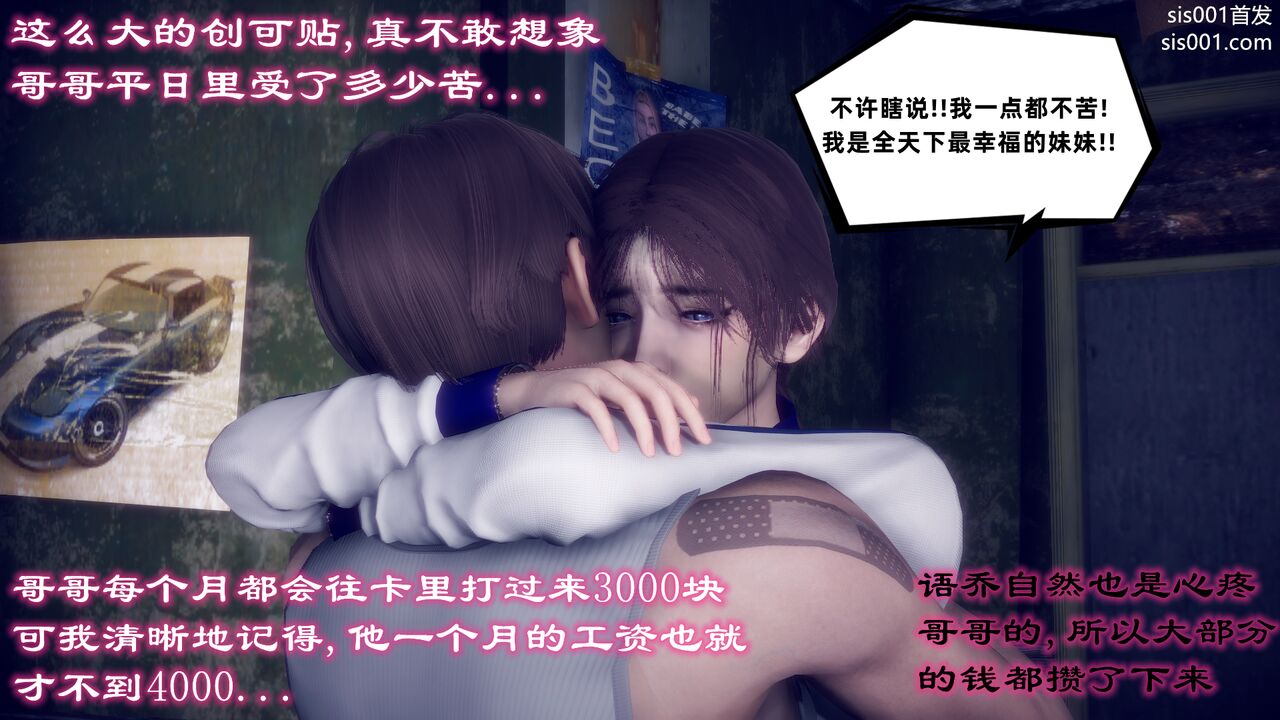 这么大的创可贴,真不敢想象
哥哥平日里受了多少苦...
sis001首发
sis001.com
不许瞎说!!我一点都不苦!
我是全天下最幸福的妹妹!!
BEC
BABE
哥哥每个月都会往卡里打过来3000块
可我清晰地记得,他一个月的工资也就
才不到4000...
语乔自然也是心疼
哥哥的,所以大部分
的钱都攒了下来